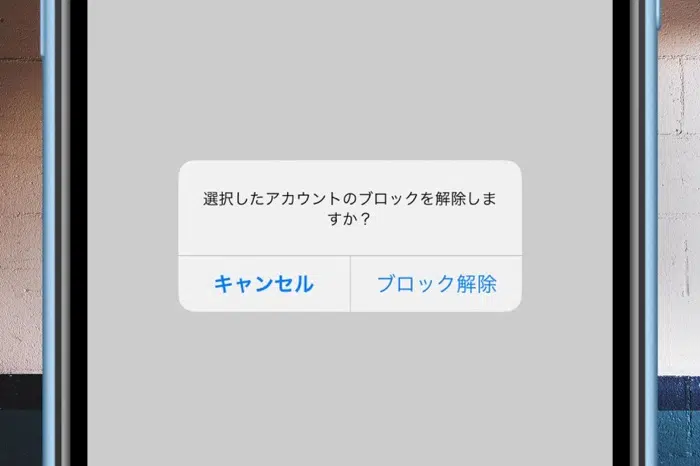 選択したアカウントのブロックを解除しま
すか？
キャンセル
ブロック解除